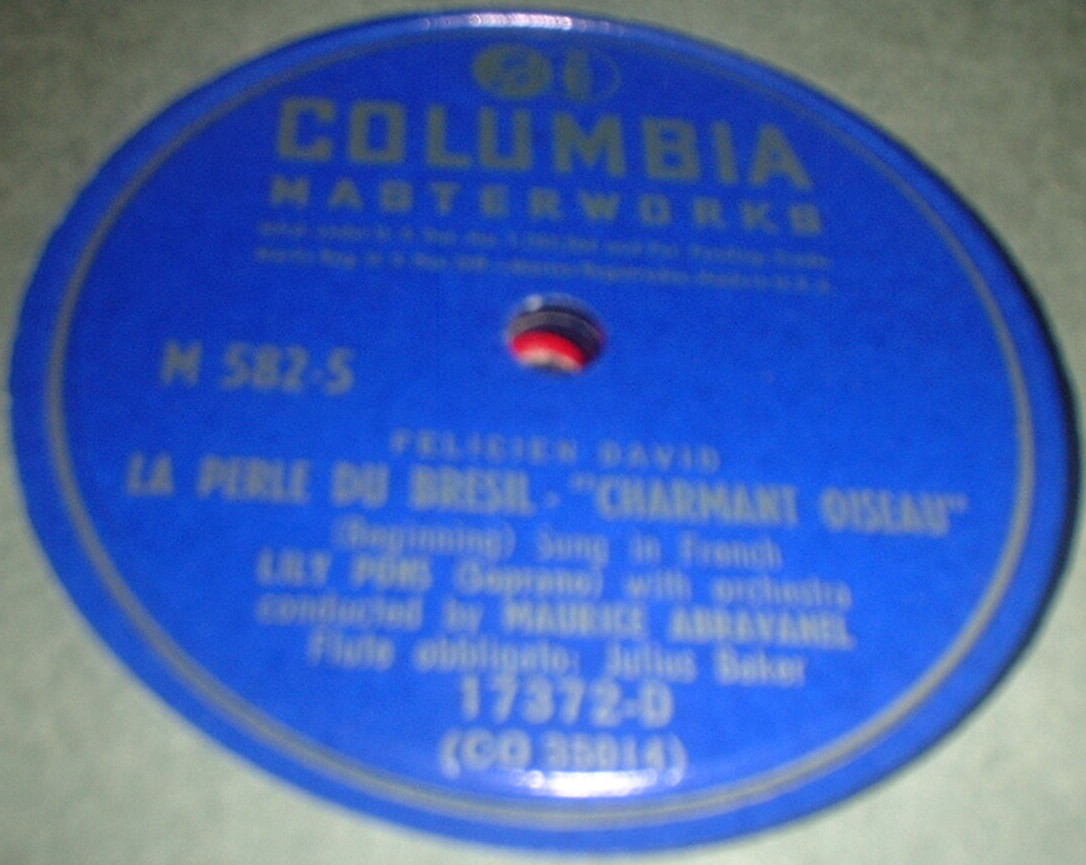 COLUMBIA
MASTERWORKS
M 582-5
FELICIEN DAVID
LA PERLE DU BRESIL - "CHARMANT OISEAU"
(Beginning) Sung in French
LILY PONS (Soprano) with orchestra
conducted by MAURICE ABRAVANEL
Flute obbligato: Julius Baker
17372-D
(CO 35014)